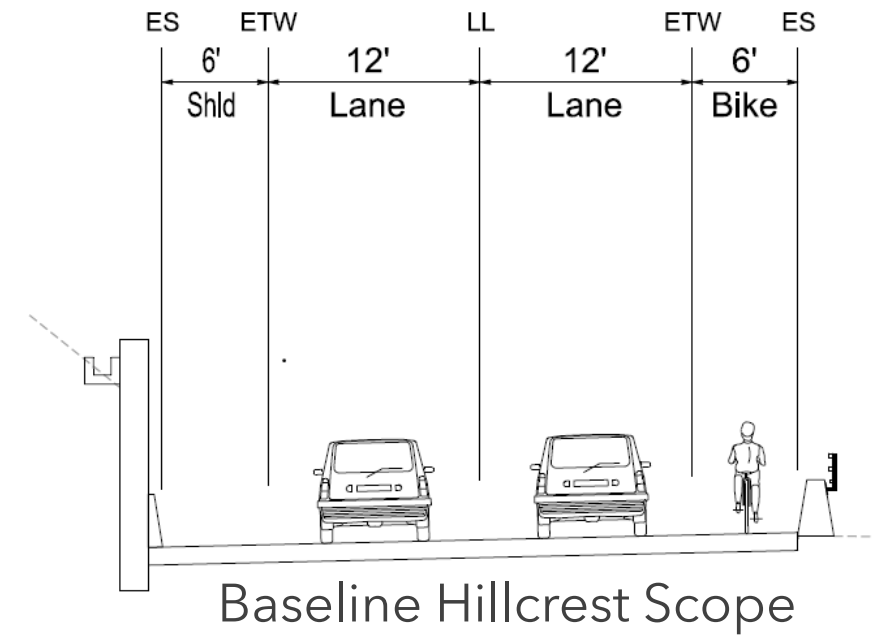 ES ETW LL ETW ES
6' 12' 12' 6'
Shld Lane Lane Bike
Baseline Hillcrest Scope